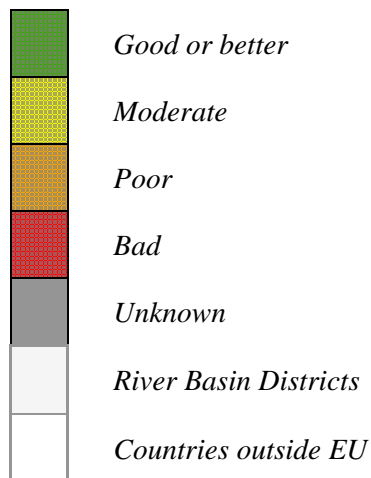 Good or better
Moderate
Poor
Bad
Unknown
River Basin Districts
Countries outside EU